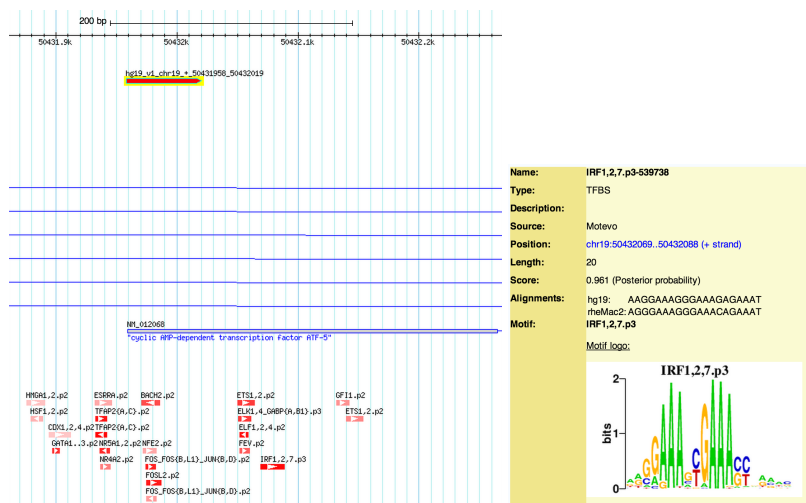 200 bp
50431.9k 50432k 50432.1k 50432.2k
hg19_v1_chr19_+_50431958_50432019
NM_012068
"cyclic AMP-dependent transcription factor ATF-5"
HMGA1,2.p2 ESRRA.p2 BACH2.p2 ETS1,2.p2 GFI1.p2
HSF1,2.p2 TFAP2{A,C}.p2 ELK1,4_GABP{A,B1}.p3 ETS1,2.p2
CDX1,2,4.p2 TFAP2{A,C}.p2 ELF1,2,4.p2
GATA1..3.p2 NR5A1,2.p2 NFE2.p2 FEV.p2
NR4A2.p2 FOS_FOS{B,L1}_JUN{B,D}.p2 IRF1,2,7.p3
FOSL2.p2
FOS_FOS{B,L1}_JUN{B,D}.p2
Name: IRF1,2,7.p3-539738
Type: TFBS
Description:
Source: Motevo
Position: chr19:50432069..50432088 (+ strand)
Length: 20
Score: 0.961 (Posterior probability)
Alignments: hg19: AAGGAAAGGGAAAGAGAAAT
rheMac2: AGGGAAAGGGAAACAGAAAT
Motif: IRF1,2,7.p3
Motif logo:
IRF1,2,7.p3
2
bits
1
0